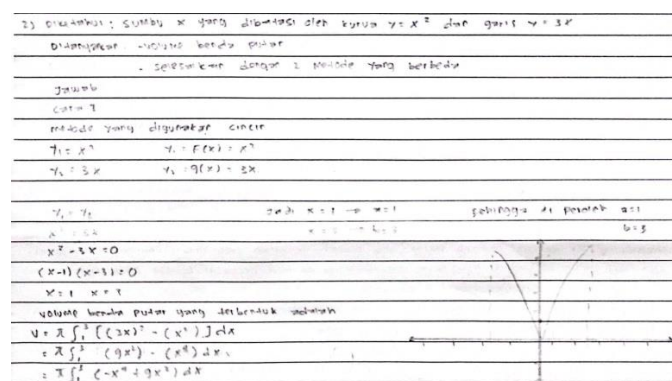 2) Diketahui : sumbu x yang dibatasi oleh kurva y = x² dan garis y = 3x
Ditanyakan - volume benda putar
- selesaikan dengan 2 metode yang berbeda
Jawab
cara 1
metode yang digunakan cincin
y₁ = x² y₁ = F(x) = x²
y₂ = 3x y₂ = g(x) = 3x
y₁ = y₂ Jadi x = 1 → a=1 sehingga di peroleh a=1
b=3
x² - 3x = 0
(x-1) (x-3) = 0
x = 1 x = 3
volume benda putar yang terbentuk adalah
V = π ∫₁³ [(3x)² - (x²)] dx
= π ∫₁³ (9x²) - (x⁴) dx
= π ∫₁³ (-x⁴ + 9x²) dx